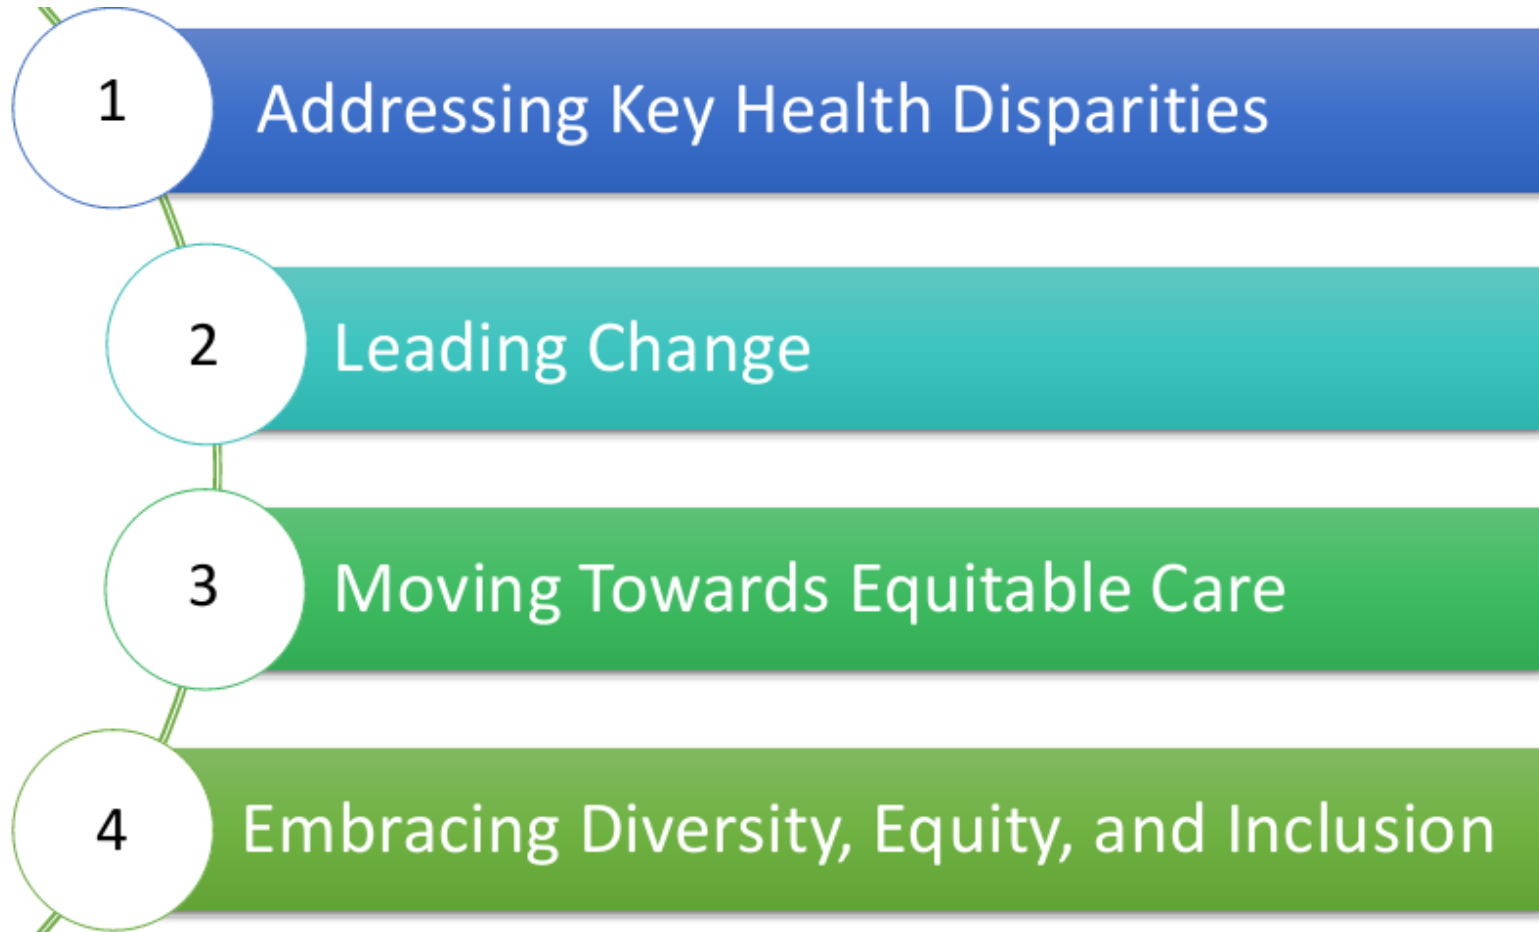 1
Addressing Key Health Disparities
2
Leading Change
3
Moving Towards Equitable Care
4
Embracing Diversity, Equity, and Inclusion